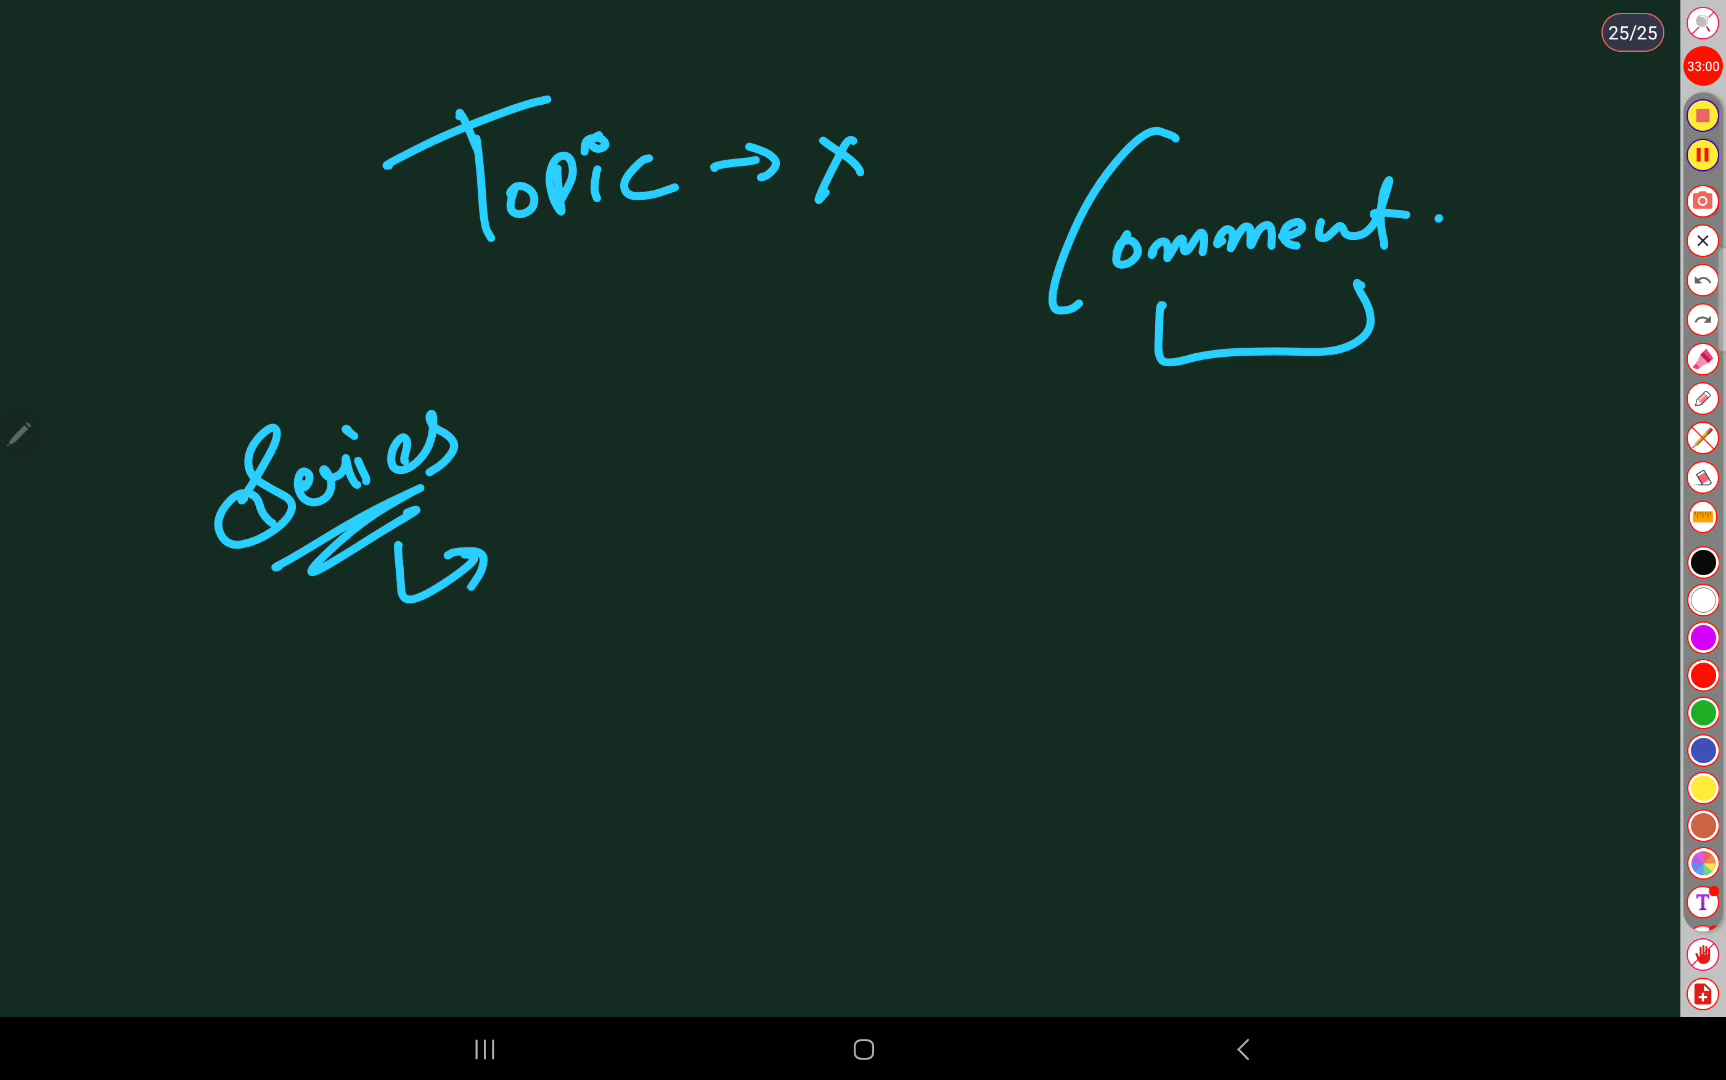 25/25
33:00
Topic → x
Comment.
Series
T